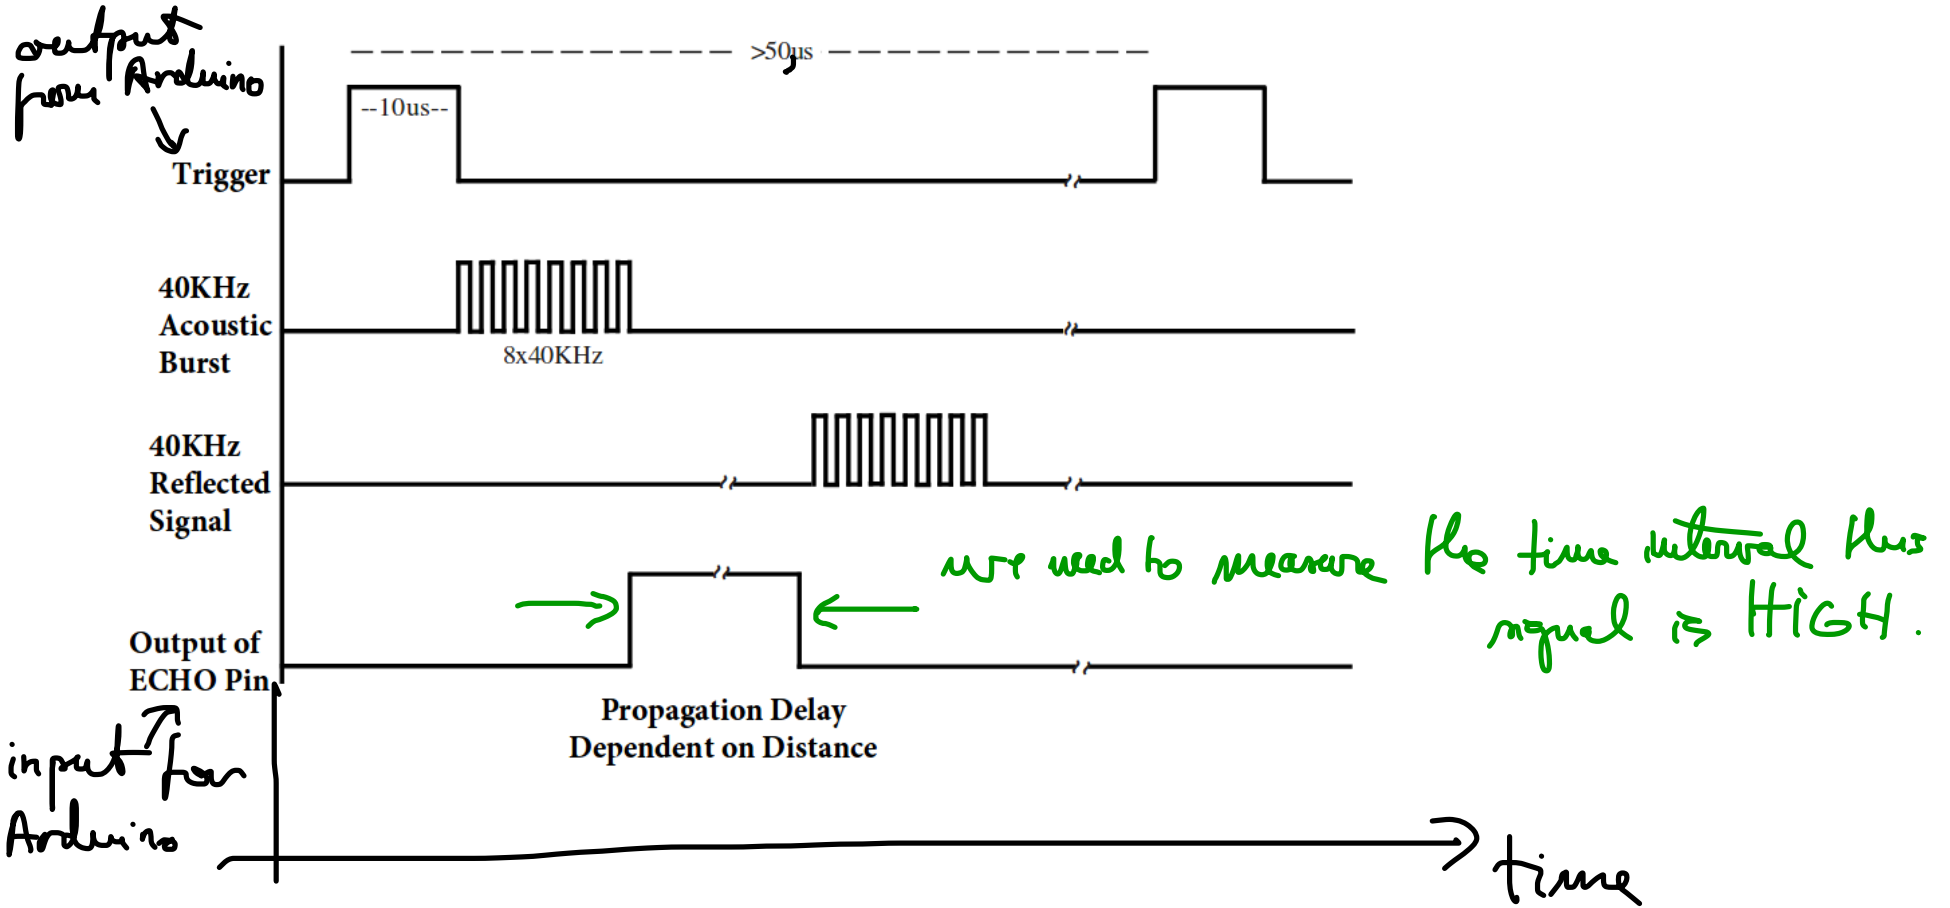 output
from Arduino
>50us
--10us--
Trigger
40KHz
Acoustic
Burst
8x40KHz
40KHz
Reflected
Signal
we need to measure the time interval this
signal is HIGH.
Output of
ECHO Pin
Propagation Delay
Dependent on Distance
input for
Arduino
time